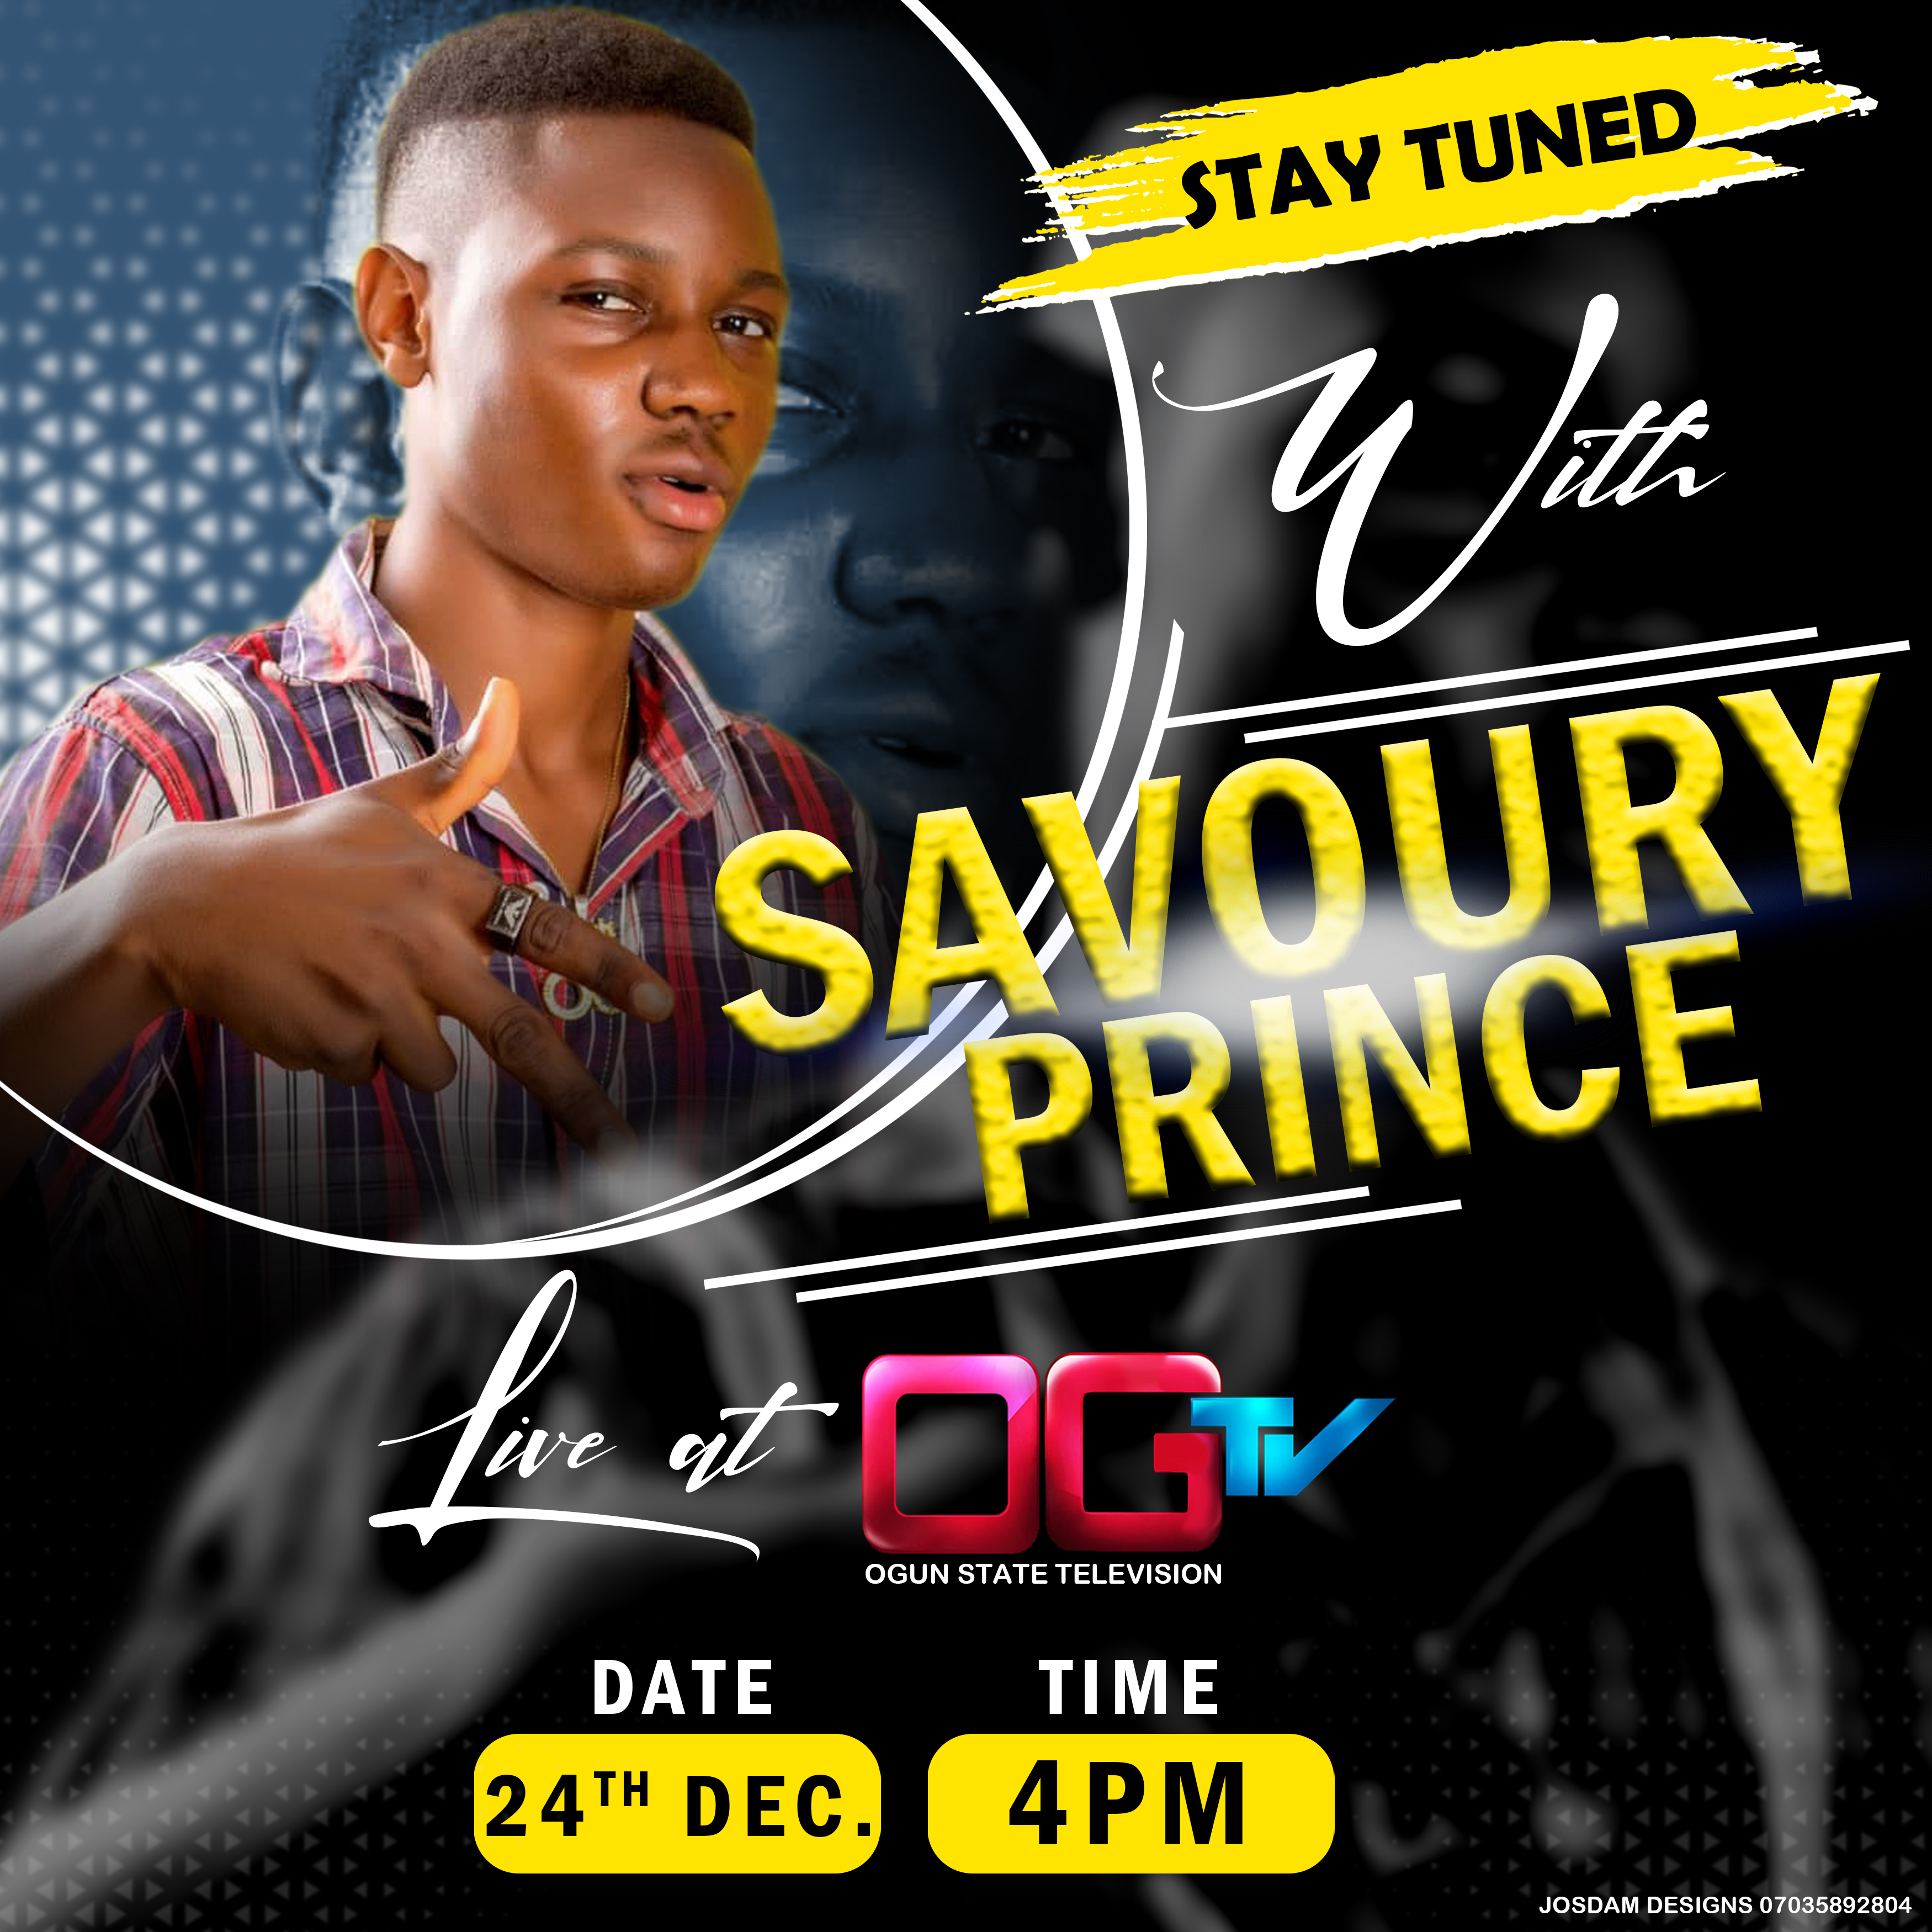 STAY TUNED
With
SAVOURY
PRINCE
Live at OGTV
OGUN STATE TELEVISION
DATE TIME
24TH DEC. 4PM
JOSDAM DESIGNS 07035892804